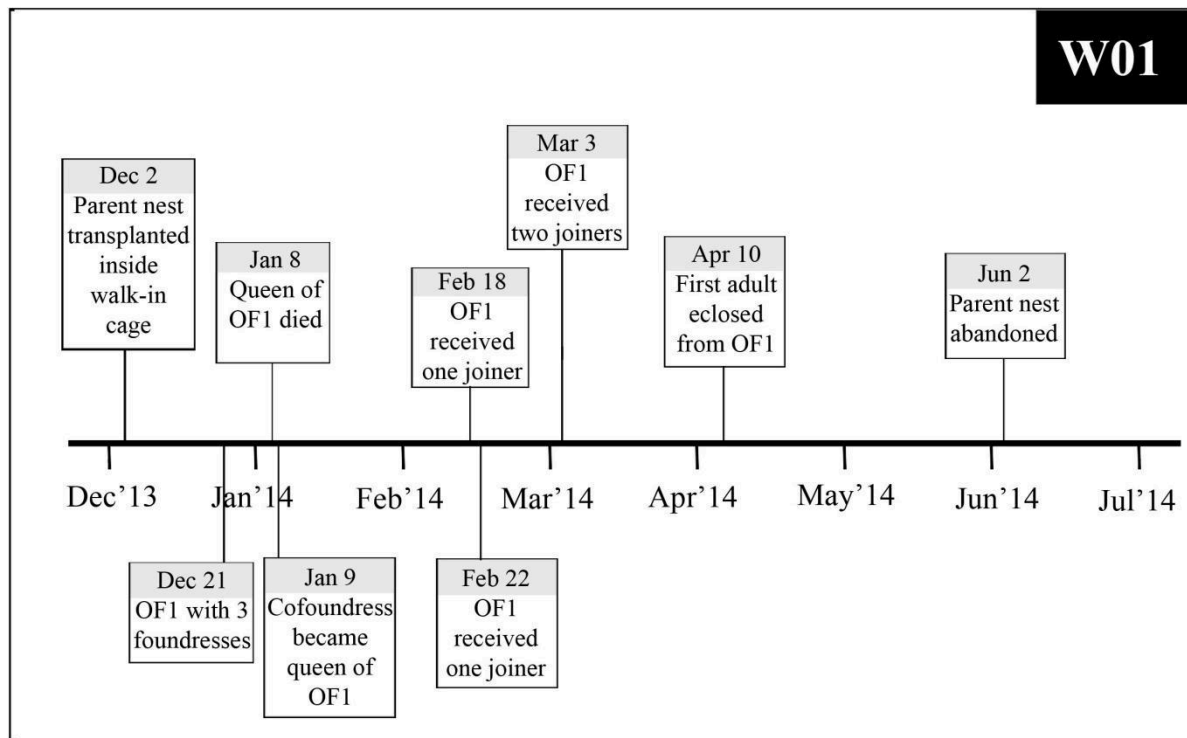 W01
Dec 2
Parent nest
transplanted
inside
walk-in
cage
Jan 8
Queen of
OF1 died
Feb 18
OF1
received
one joiner
Mar 3
OF1
received
two joiners
Apr 10
First adult
eclosed
from OF1
Jun 2
Parent nest
abandoned
Dec'13
Jan'14
Feb'14
Mar'14
Apr'14
May'14
Jun'14
Jul'14
Dec 21
OF1 with 3
foundresses
Jan 9
Cofoundress
became
queen of
OF1
Feb 22
OF1
received
one joiner